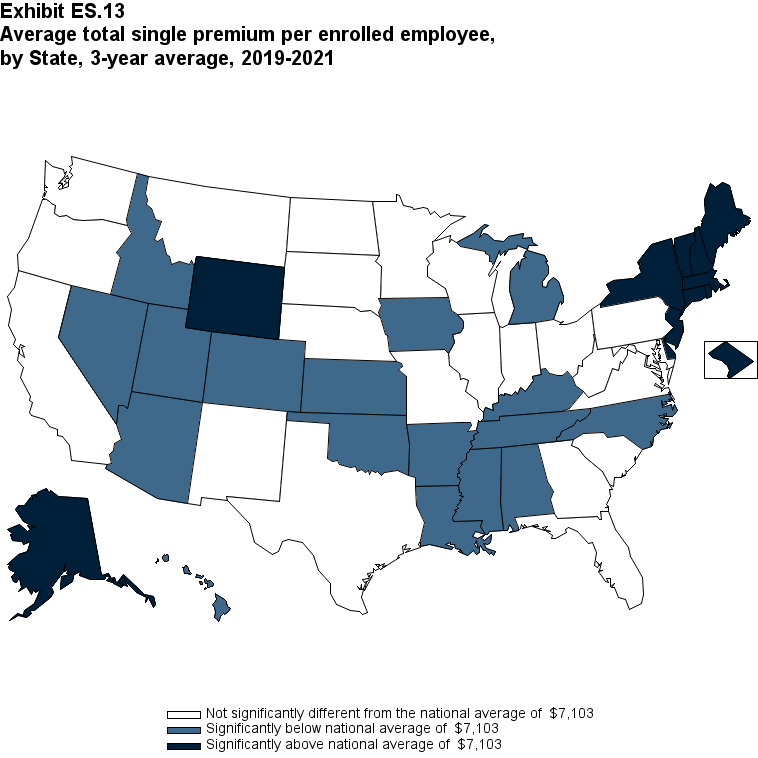 Exhibit ES.13
Average total single premium per enrolled employee,
by State, 3-year average, 2019-2021
Not significantly different from the national average of  $7,103
Significantly below national average of  $7,103
Significantly above national average of  $7,103